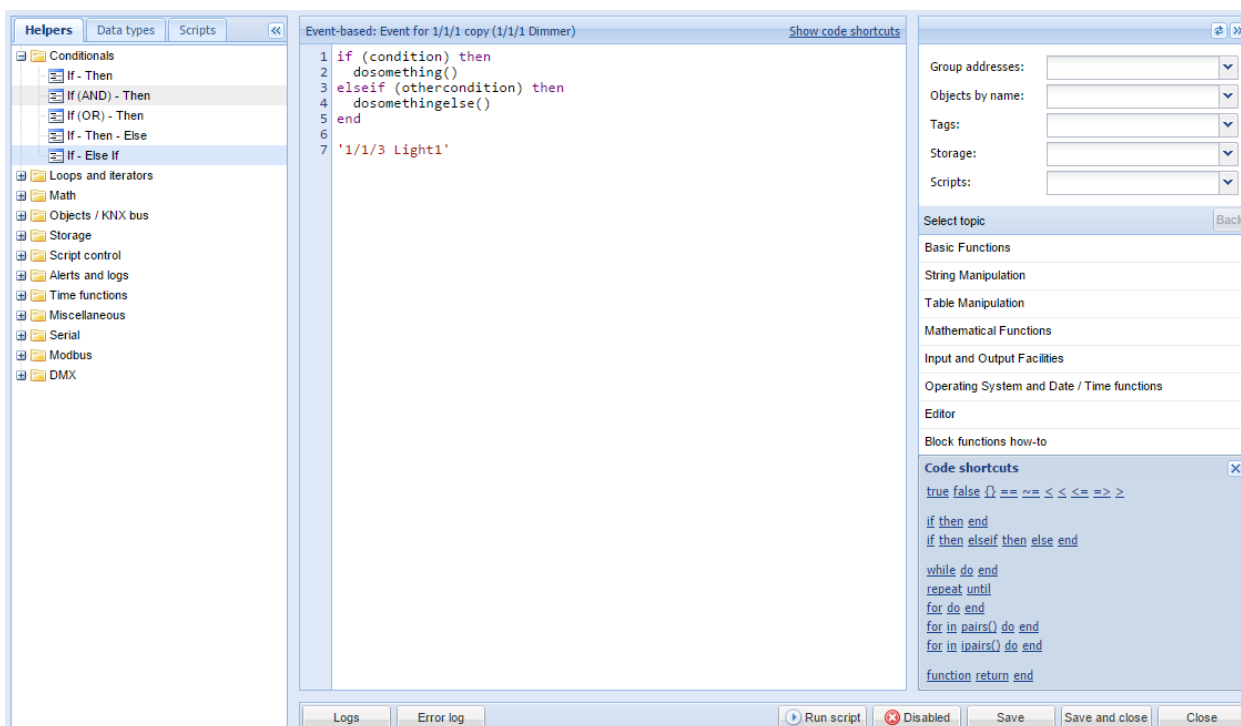 Helpers
Data types
Scripts
Conditionals
If - Then
If (AND) - Then
If (OR) - Then
If - Then - Else
If - Else If
Loops and iterators
Math
Objects / KNX bus
Storage
Script control
Alerts and logs
Time functions
Miscellaneous
Serial
Modbus
DMX
Event-based: Event for 1/1/1 copy (1/1/1 Dimmer)
Show code shortcuts
1 if (condition) then
2 dosomething()
3 elseif (othercondition) then
4 dosomethingelse()
5 end
6
7 '1/1/3 Light1'
Logs
Error log
Run script
Disabled
Save
Save and close
Close
Group addresses:
Objects by name:
Tags:
Storage:
Scripts:
Select topic
Back
Basic Functions
String Manipulation
Table Manipulation
Mathematical Functions
Input and Output Facilities
Operating System and Date / Time functions
Editor
Block functions how-to
Code shortcuts
true false {} == ~= < < <= => >
if then end
if then elseif then else end
while do end
repeat until
for do end
for in pairs() do end
for in ipairs() do end
function return end